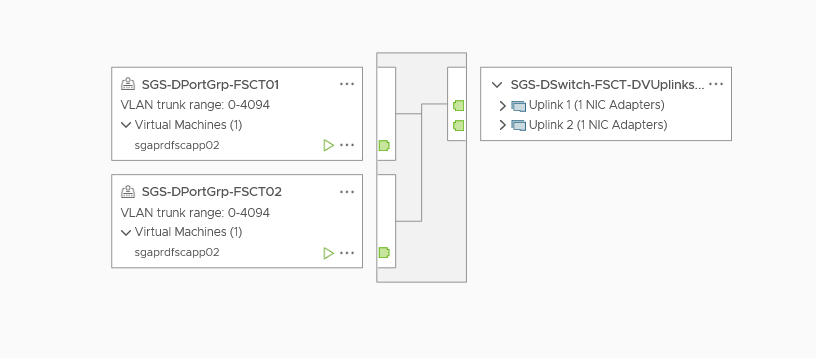 SGS-DPortGrp-FSCT01
VLAN trunk range: 0-4094
Virtual Machines (1)
sgaprdfscapp02
SGS-DPortGrp-FSCT02
VLAN trunk range: 0-4094
Virtual Machines (1)
sgaprdfscapp02
SGS-DSwitch-FSCT-DVUplinks...
Uplink 1 (1 NIC Adapters)
Uplink 2 (1 NIC Adapters)